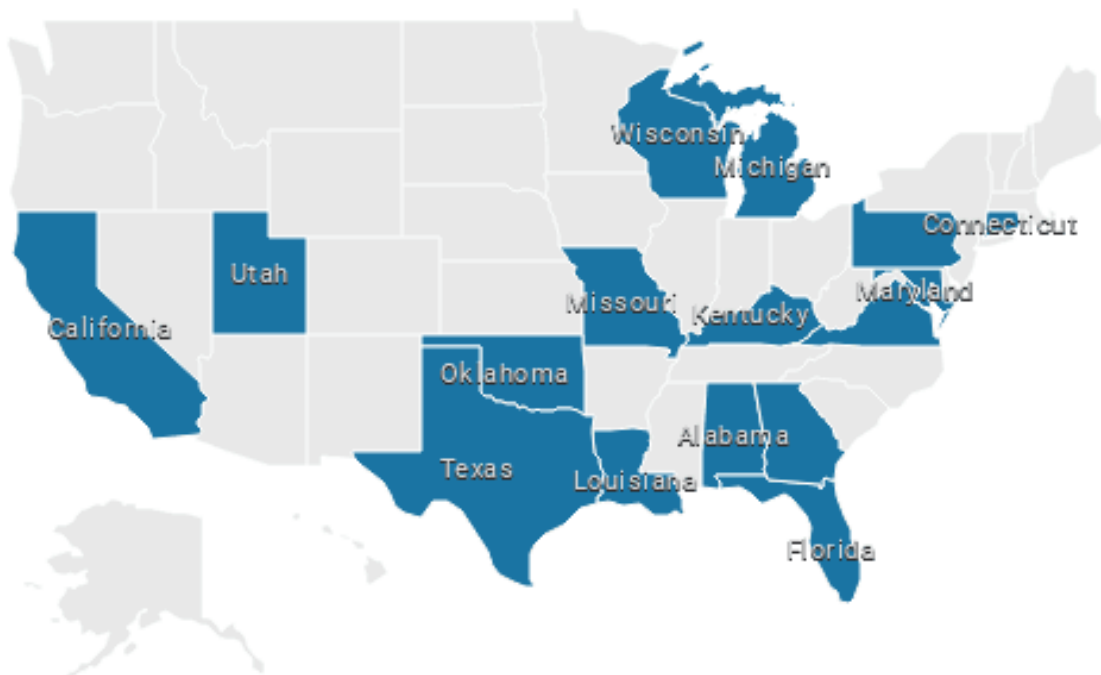 Wisconsin
Michigan
Connecticut
Utah
Maryland
Missouri
Kentucky
California
Oklahoma
Alabama
Texas
Louisiana
Florida